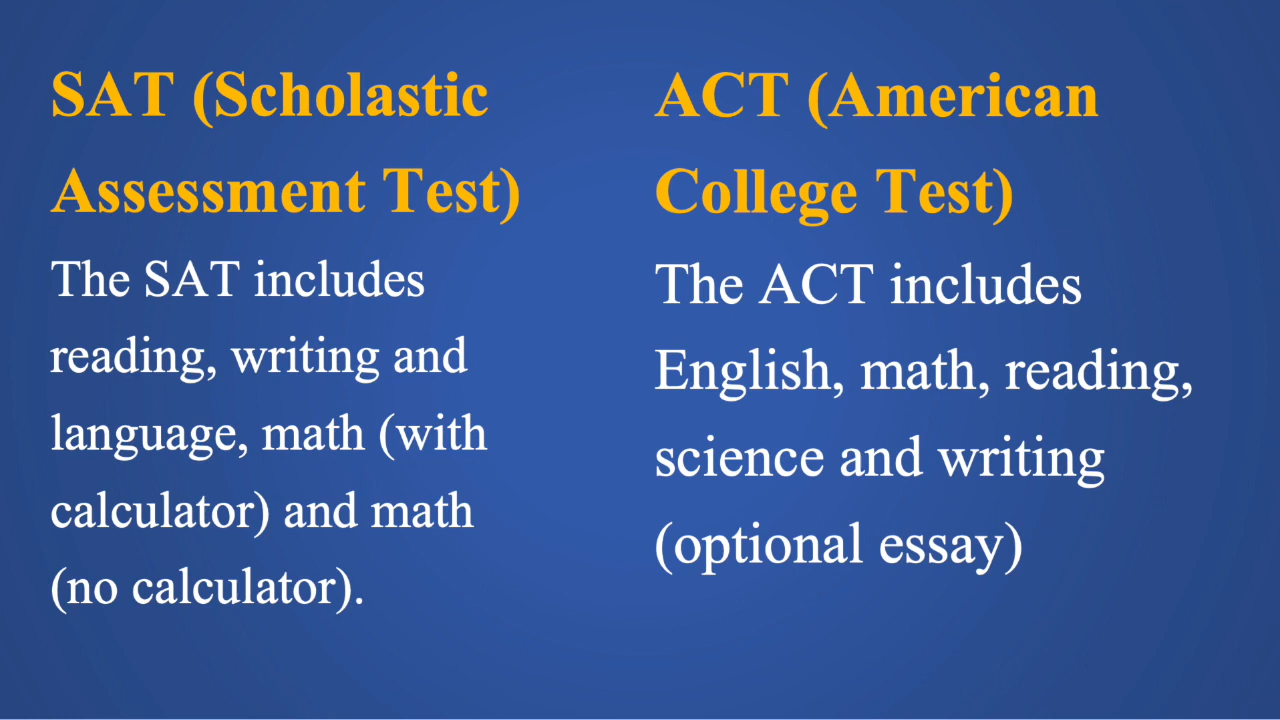 SAT (Scholastic
Assessment Test)
The SAT includes
reading, writing and
language, math (with
calculator) and math
(no calculator).
ACT (American
College Test)
The ACT includes
English, math, reading,
science and writing
(optional essay)